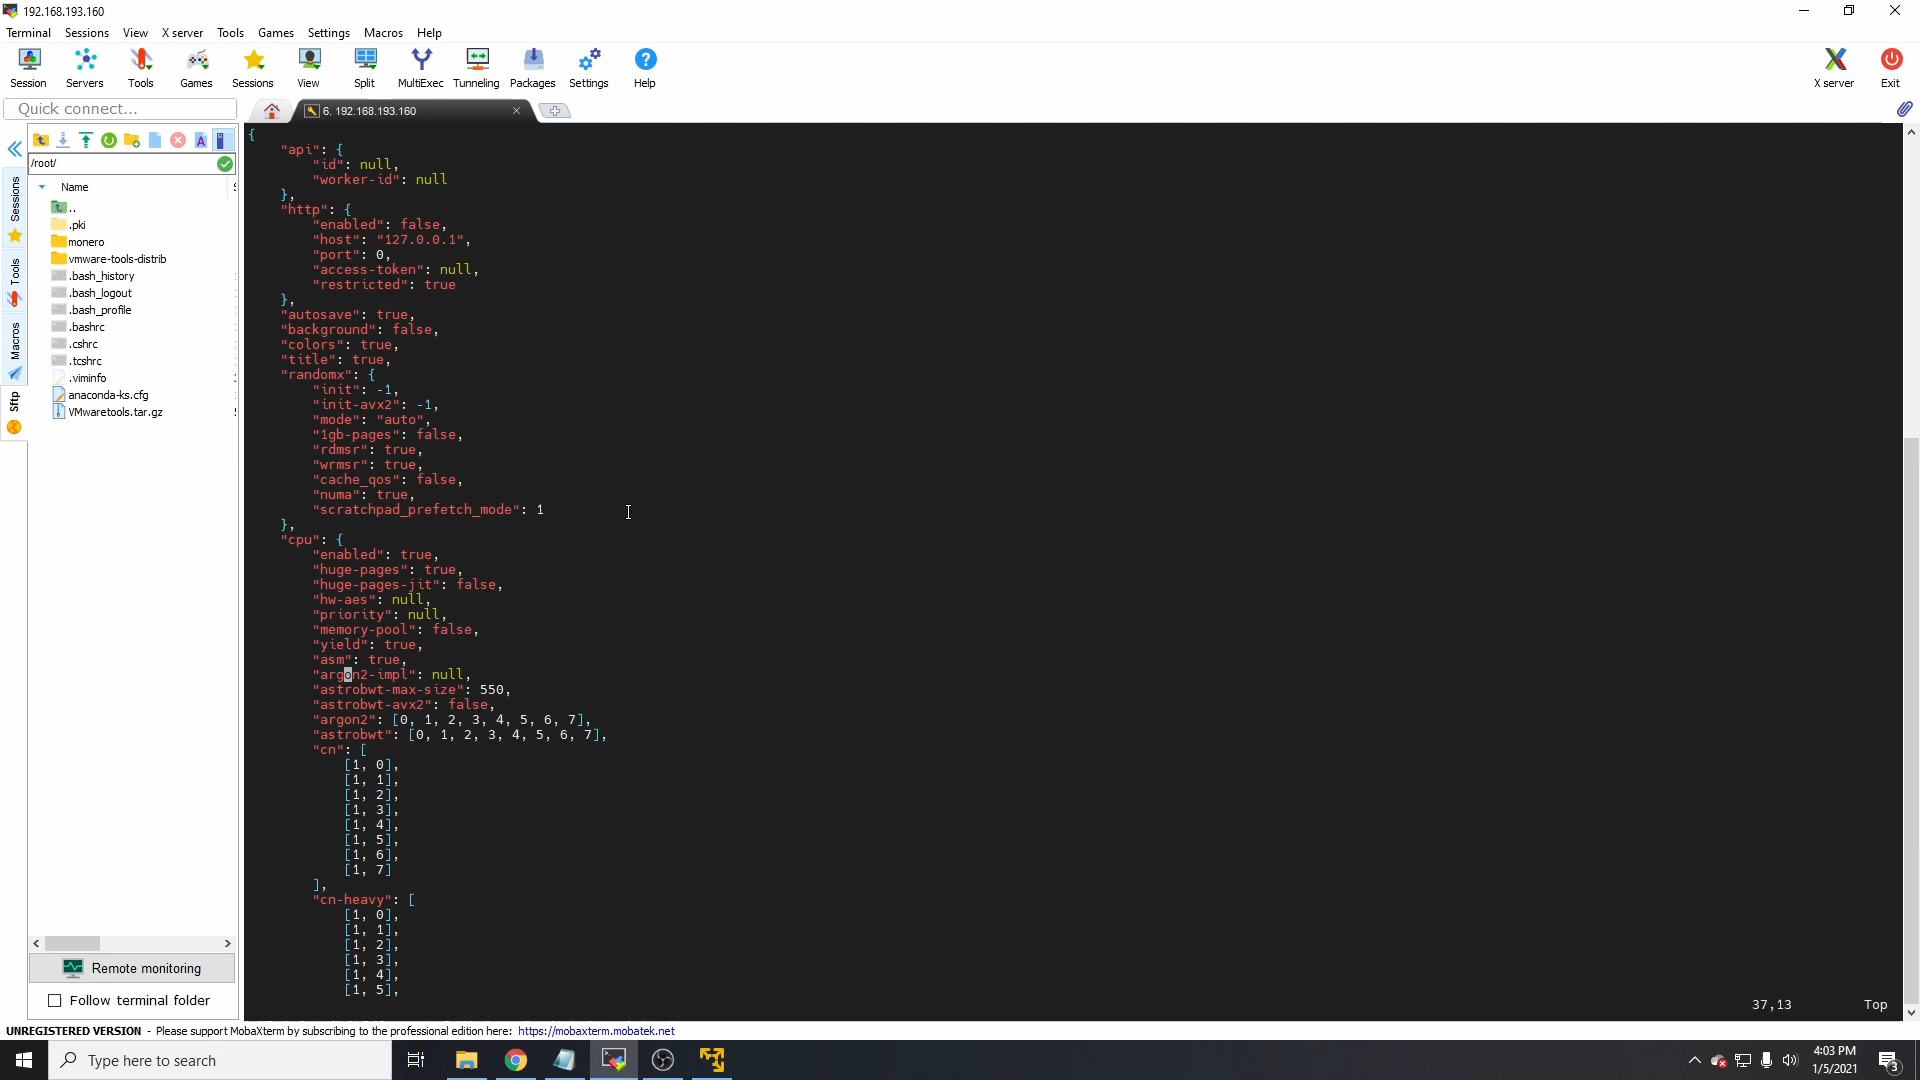 192.168.193.160
Terminal Sessions View X server Tools Games Settings Macros Help
Session Servers Tools Games Sessions View Split MultiExec Tunneling Packages Settings Help X server Exit
Quick connect...
6. 192.168.193.160
/root/
Name
..
.pki
monero
vmware-tools-distrib
.bash_history
.bash_logout
.bash_profile
.bashrc
.cshrc
.tcshrc
.viminfo
anaconda-ks.cfg
VMwaretools.tar.gz
Sessions
Tools
Macros
Sftp
Remote monitoring
Follow terminal folder
{
    "api": {
        "id": null,
        "worker-id": null
    },
    "http": {
        "enabled": false,
        "host": "127.0.0.1",
        "port": 0,
        "access-token": null,
        "restricted": true
    },
    "autosave": true,
    "background": false,
    "colors": true,
    "title": true,
    "randomx": {
        "init": -1,
        "init-avx2": -1,
        "mode": "auto",
        "1gb-pages": false,
        "rdmsr": true,
        "wrmsr": true,
        "cache_qos": false,
        "numa": true,
        "scratchpad_prefetch_mode": 1
    },
    "cpu": {
        "enabled": true,
        "huge-pages": true,
        "huge-pages-jit": false,
        "hw-aes": null,
        "priority": null,
        "memory-pool": false,
        "yield": true,
        "asm": true,
        "argon2-impl": null,
        "astrobwt-max-size": 550,
        "astrobwt-avx2": false,
        "argon2": [0, 1, 2, 3, 4, 5, 6, 7],
        "astrobwt": [0, 1, 2, 3, 4, 5, 6, 7],
        "cn": [
            [1, 0],
            [1, 1],
            [1, 2],
            [1, 3],
            [1, 4],
            [1, 5],
            [1, 6],
            [1, 7]
        ],
        "cn-heavy": [
            [1, 0],
            [1, 1],
            [1, 2],
            [1, 3],
            [1, 4],
            [1, 5],
37,13 Top
UNREGISTERED VERSION - Please support MobaXterm by subscribing to the professional edition here: https://mobaxterm.mobatek.net
Type here to search
4:03 PM
1/5/2021
3